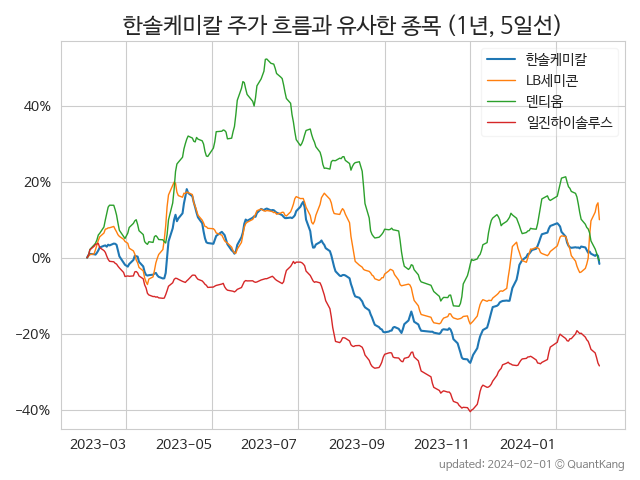 한솔케미칼 주가 흐름과 유사한 종목 (1년, 5일선)
한솔케미칼
LB세미콘
덴티움
일진하이솔루스
40%
20%
0%
−20%
−40%
2023-03 2023-05 2023-07 2023-09 2023-11 2024-01
updated: 2024-02-01 © QuantKang